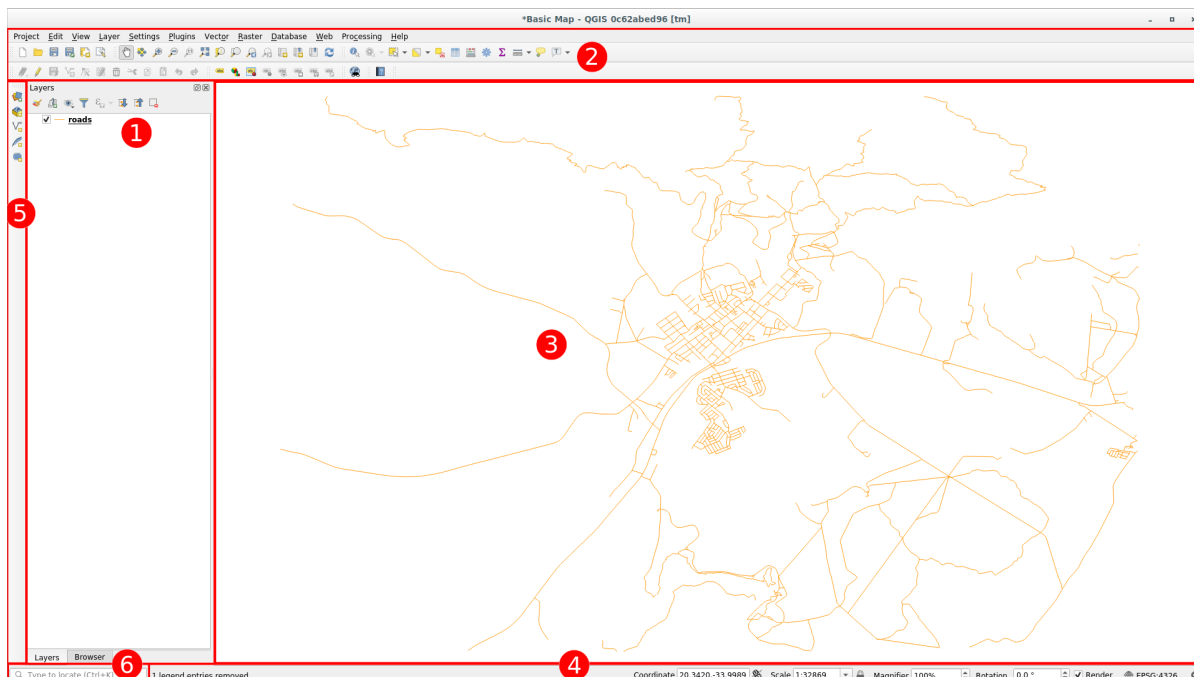 *Basic Map - QGIS 0c62abed96 [tm]
Project Edit View Layer Settings Plugins Vector Raster Database Web Processing Help
2
Layers
1
roads
5
3
Layers Browser
6
4
Type to locate (Ctrl+K)
1 legend entries removed
Coordinate 20.3420,-33.9989 Scale 1:32869 Magnifier 100% Rotation 0.0 ° Render EPSG:4326